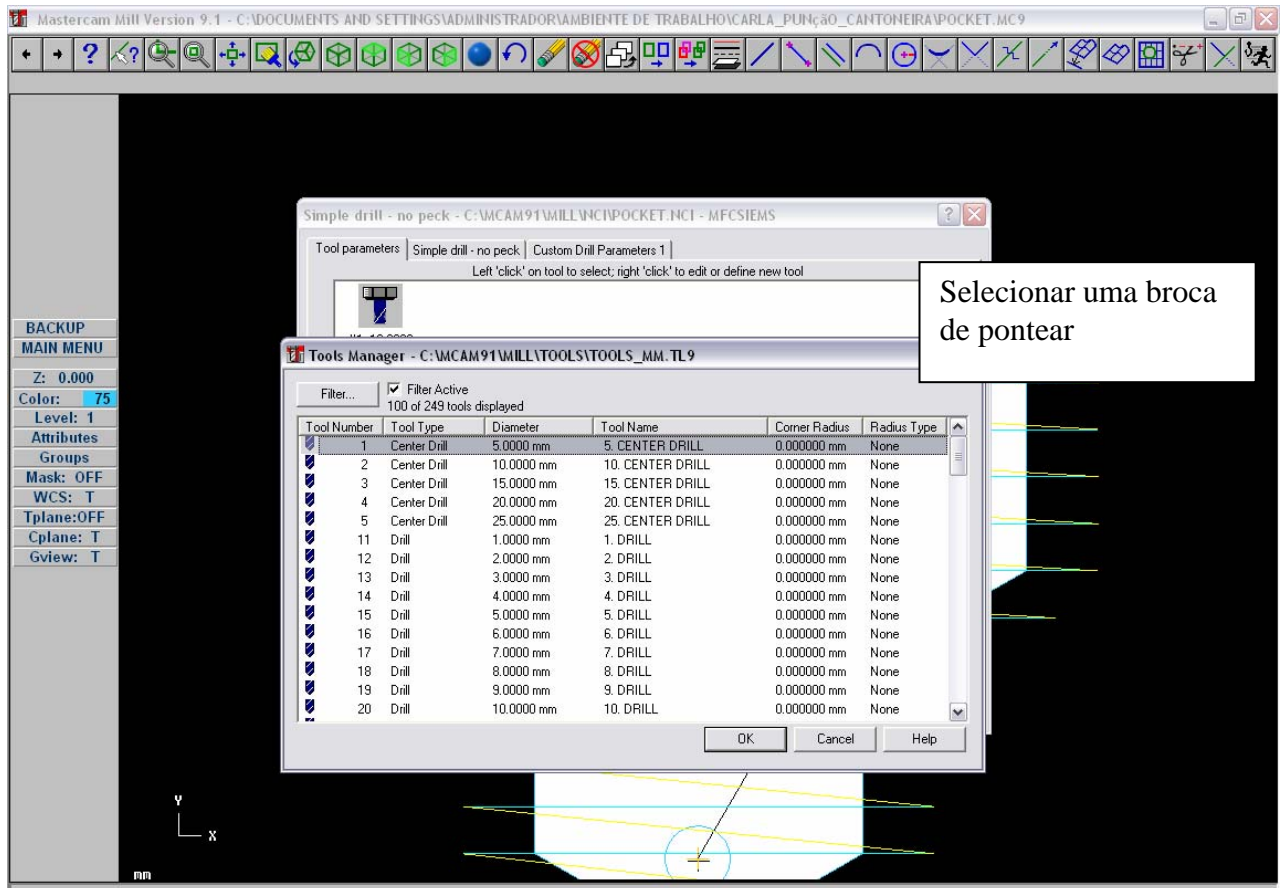 Mastercam Mill Version 9.1 - C:\DOCUMENTS AND SETTINGS\ADMINISTRADOR\AMBIENTE DE TRABALHO\CARLA_PUNçãO_CANTONEIRA\POCKET.MC9
Simple drill - no peck - C:\MCAM91\MILL\NCI\POCKET.NCI - MFCSIEMS
Tool parameters Simple drill - no peck Custom Drill Parameters 1
Left 'click' on tool to select; right 'click' to edit or define new tool
Selecionar uma broca
de pontear
BACKUP
MAIN MENU
Z: 0.000
Color: 75
Level: 1
Attributes
Groups
Mask: OFF
WCS: T
Tplane:OFF
Cplane: T
Gview: T
Tools Manager - C:\MCAM91\MILL\TOOLS\TOOLS_MM.TL9
Filter... Filter Active
100 of 249 tools displayed
Tool Number Tool Type Diameter Tool Name Corner Radius Radius Type
1 Center Drill 5.0000 mm 5. CENTER DRILL 0.000000 mm None
2 Center Drill 10.0000 mm 10. CENTER DRILL 0.000000 mm None
3 Center Drill 15.0000 mm 15. CENTER DRILL 0.000000 mm None
4 Center Drill 20.0000 mm 20. CENTER DRILL 0.000000 mm None
5 Center Drill 25.0000 mm 25. CENTER DRILL 0.000000 mm None
11 Drill 1.0000 mm 1. DRILL 0.000000 mm None
12 Drill 2.0000 mm 2. DRILL 0.000000 mm None
13 Drill 3.0000 mm 3. DRILL 0.000000 mm None
14 Drill 4.0000 mm 4. DRILL 0.000000 mm None
15 Drill 5.0000 mm 5. DRILL 0.000000 mm None
16 Drill 6.0000 mm 6. DRILL 0.000000 mm None
17 Drill 7.0000 mm 7. DRILL 0.000000 mm None
18 Drill 8.0000 mm 8. DRILL 0.000000 mm None
19 Drill 9.0000 mm 9. DRILL 0.000000 mm None
20 Drill 10.0000 mm 10. DRILL 0.000000 mm None
OK Cancel Help
Y
X
mm